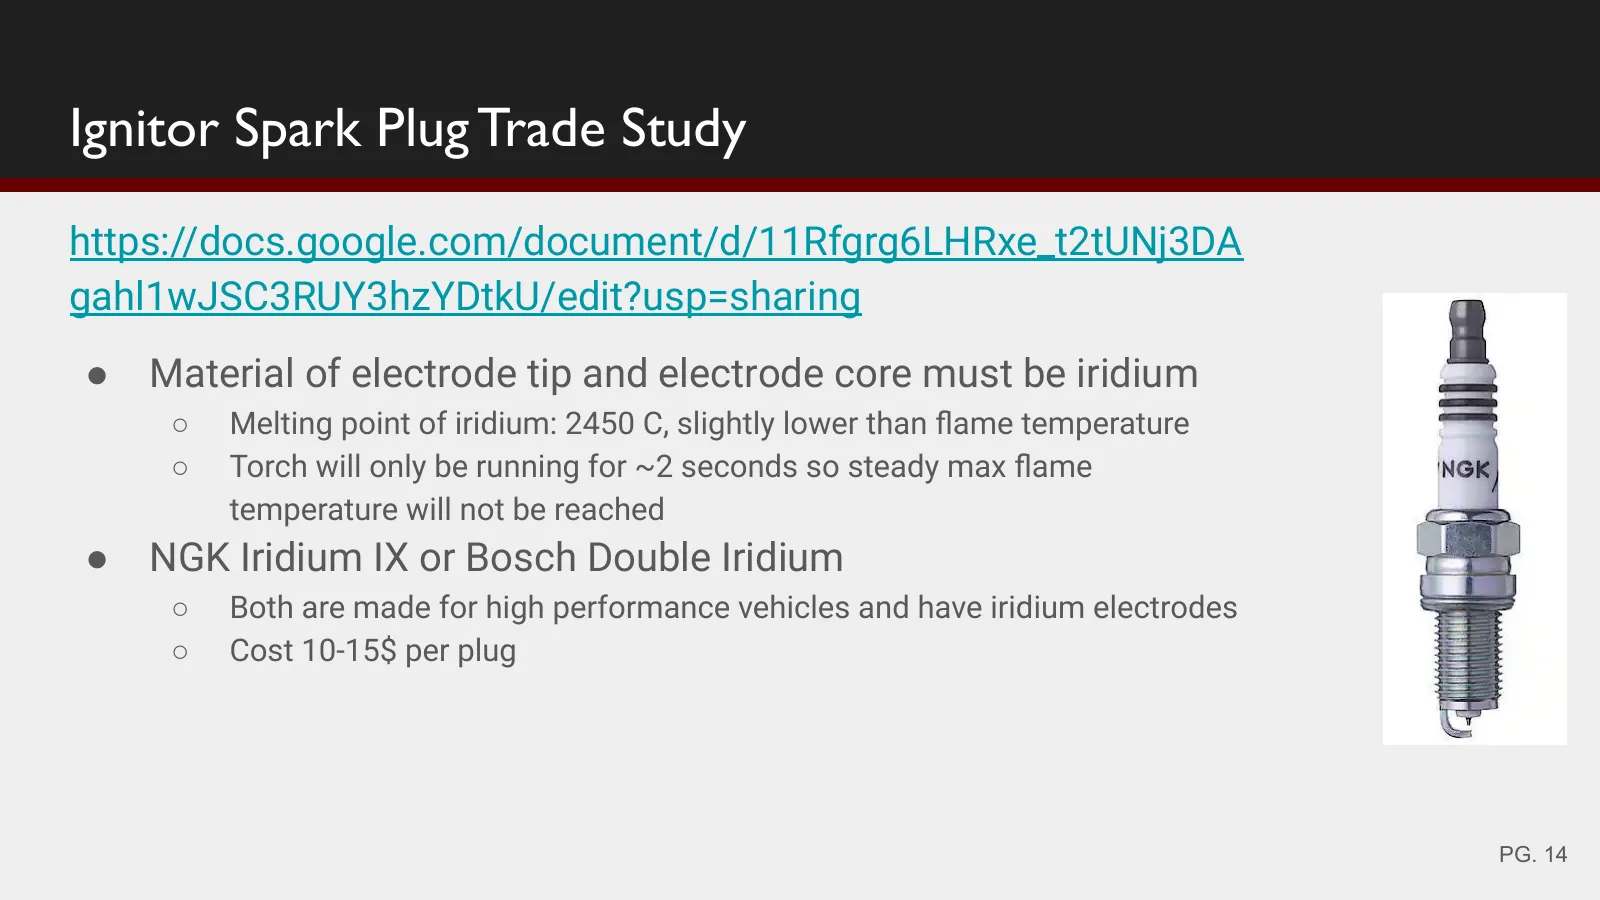 Ignitor Spark Plug Trade Study
https://docs.google.com/document/d/11Rfgrg6LHRxe_t2tUNj3DA
gahl1wJSC3RUY3hzYDtkU/edit?usp=sharing
● Material of electrode tip and electrode core must be iridium
○ Melting point of iridium: 2450 C, slightly lower than flame temperature
○ Torch will only be running for ~2 seconds so steady max flame
temperature will not be reached
● NGK Iridium IX or Bosch Double Iridium
○ Both are made for high performance vehicles and have iridium electrodes
○ Cost 10-15$ per plug
NGK
PG. 14